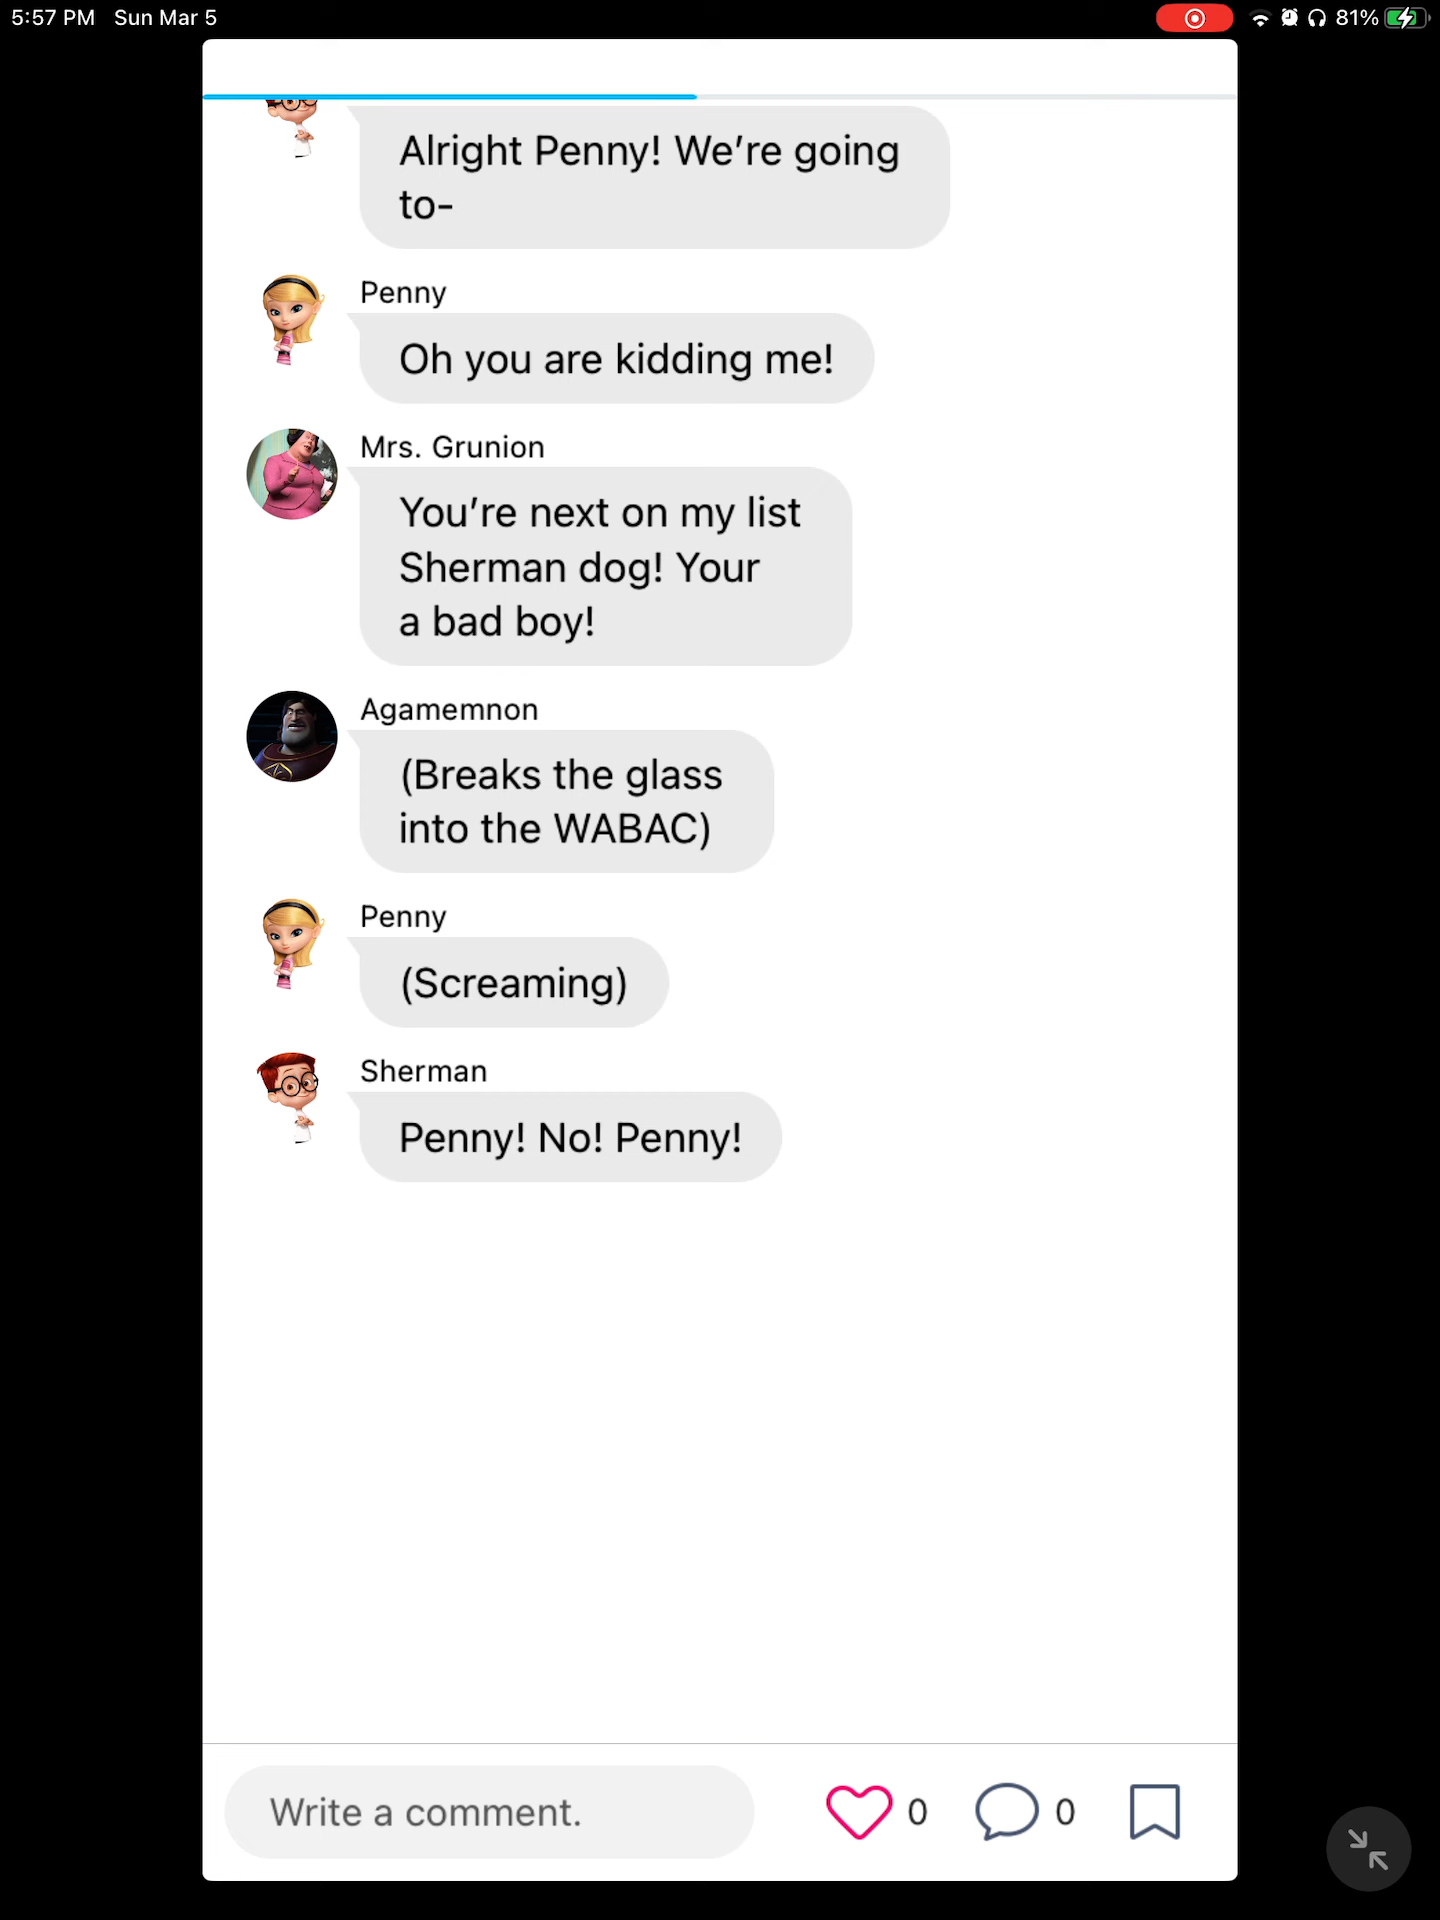 5:57 PM Sun Mar 5
81%
Alright Penny! We’re going
to-
Penny
Oh you are kidding me!
Mrs. Grunion
You’re next on my list
Sherman dog! Your
a bad boy!
Agamemnon
(Breaks the glass
into the WABAC)
Penny
(Screaming)
Sherman
Penny! No! Penny!
Write a comment.
0
0